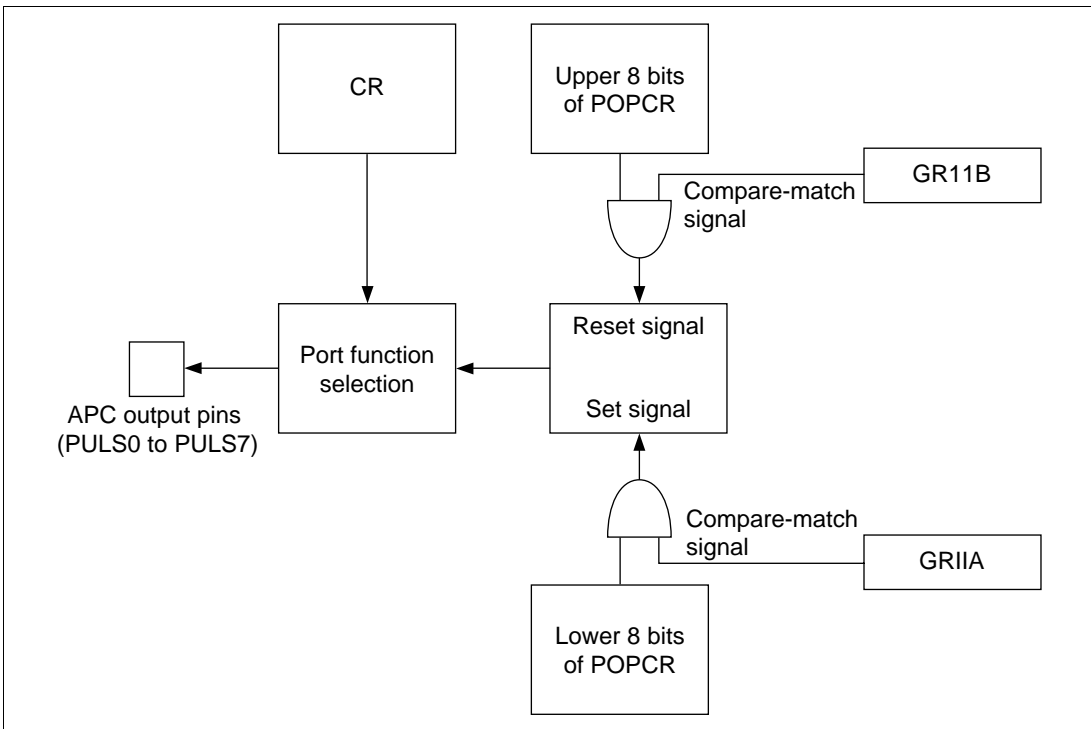 CR
Upper 8 bits
of POPCR
GR11B
Compare-match
signal
Reset signal
Port function
selection
Set signal
APC output pins
(PULS0 to PULS7)
Compare-match
signal
GRIIA
Lower 8 bits
of POPCR